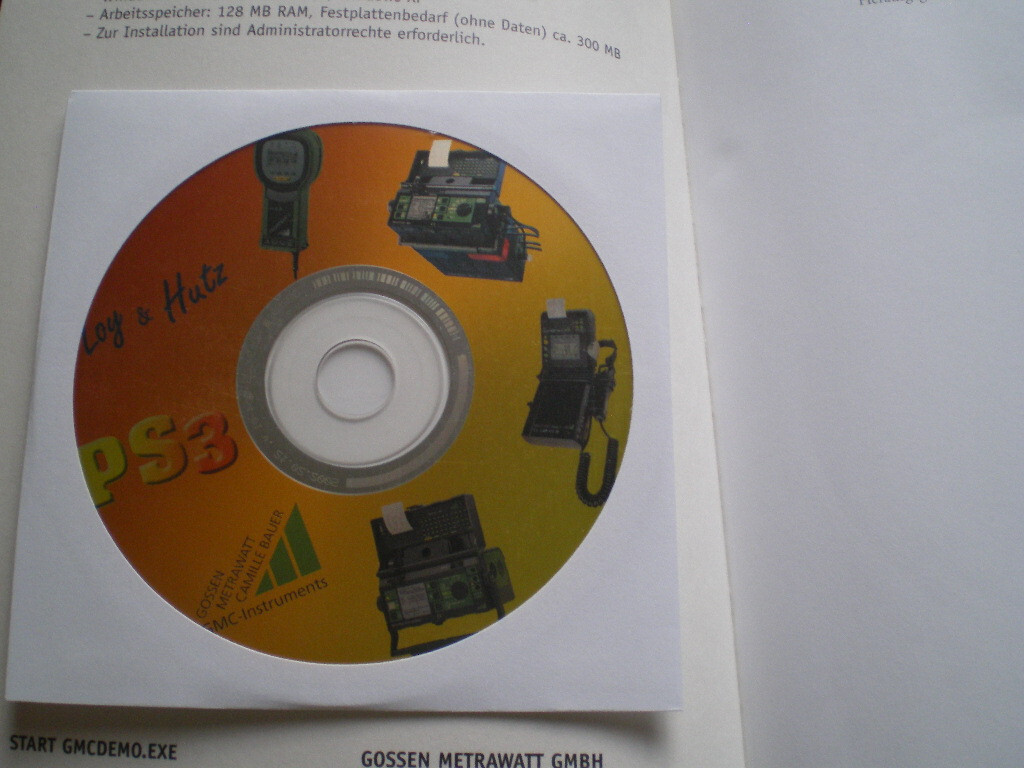 – Arbeitsspeicher: 128 MB RAM, Festplattenbedarf (ohne Daten) ca. 300 MB
– Zur Installation sind Administratorrechte erforderlich.
Loy & Hutz
PS3
GOSSEN
METRAWATT
CAMILLE BAUER
GMC-Instruments
START GMCDEMO.EXE
GOSSEN METRAWATT GMBH